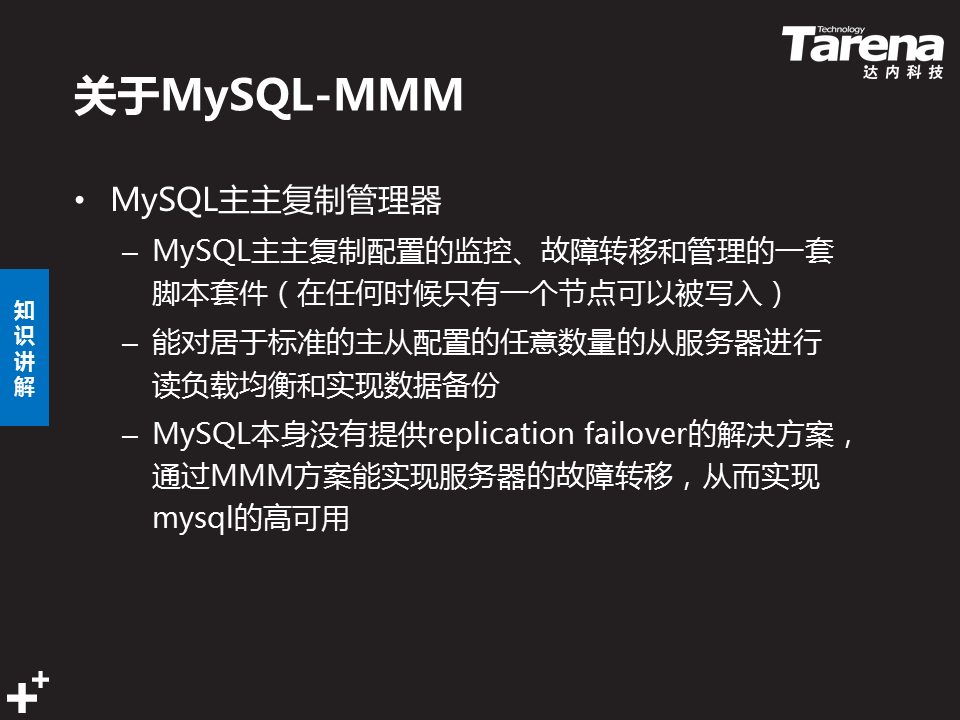 Technology
Tarena
达内科技
关于MySQL-MMM
• MySQL主主复制管理器
– MySQL主主复制配置的监控、故障转移和管理的一套
脚本套件（在任何时候只有一个节点可以被写入）
– 能对居于标准的主从配置的任意数量的从服务器进行
读负载均衡和实现数据备份
– MySQL本身没有提供replication failover的解决方案，
通过MMM方案能实现服务器的故障转移，从而实现
mysql的高可用
知
识
讲
解